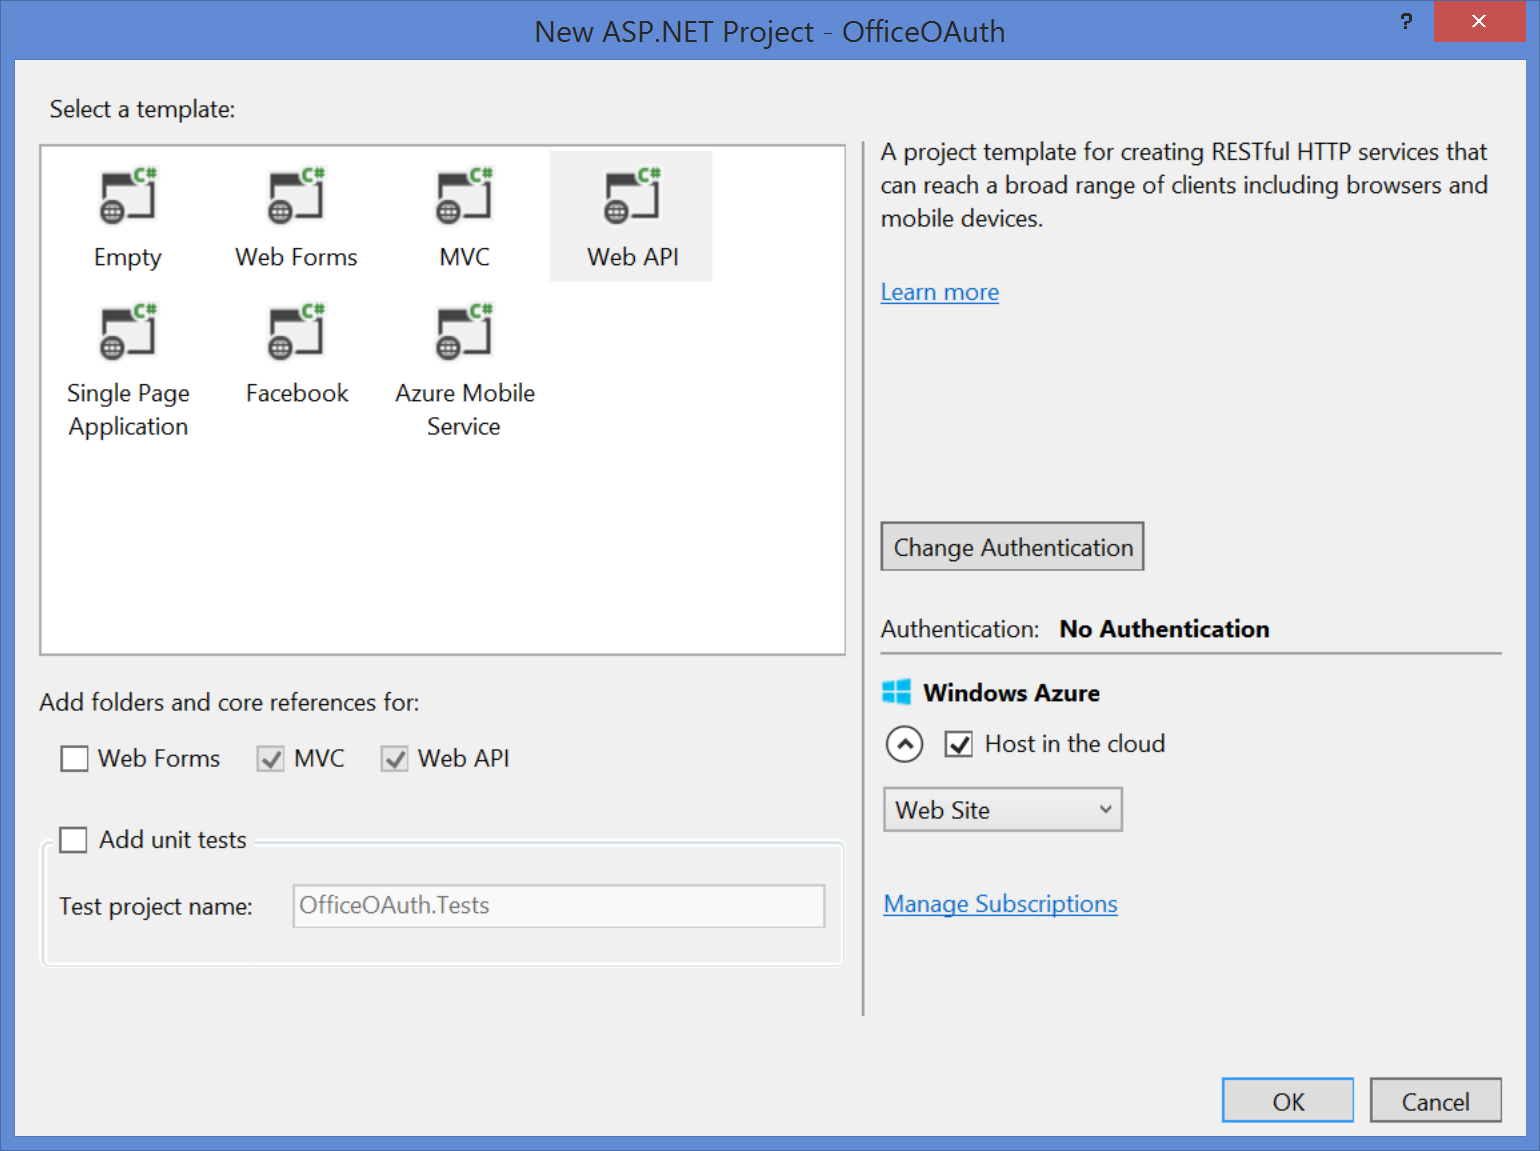 New ASP.NET Project - OfficeOAuth
?
Select a template:
C# C# C# C#
Empty Web Forms MVC Web API
C# C# C#
Single Page Facebook Azure Mobile
Application Service
A project template for creating RESTful HTTP services that
can reach a broad range of clients including browsers and
mobile devices.
Learn more
Change Authentication
Authentication: No Authentication
Add folders and core references for:
Web Forms MVC Web API
Add unit tests
Test project name: OfficeOAuth.Tests
Windows Azure
Host in the cloud
Web Site
Manage Subscriptions
OK Cancel